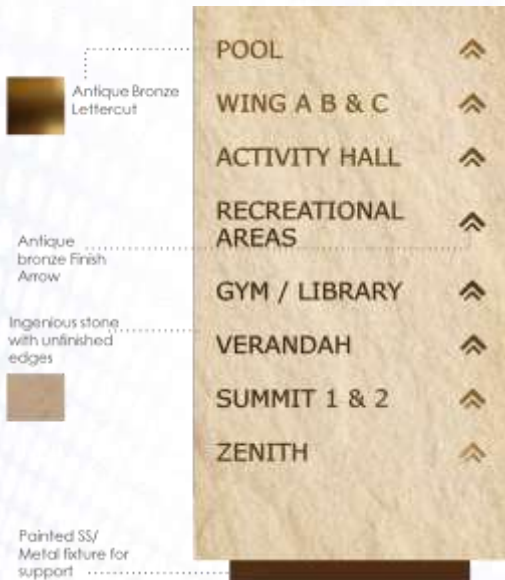 POOL
Antique Bronze
Lettercut
WING A B & C
ACTIVITY HALL
RECREATIONAL
AREAS
Antique
bronze Finish
Arrow
GYM / LIBRARY
Ingenious stone
with unfinished
edges
VERANDAH
SUMMIT 1 & 2
ZENITH
Painted SS/
Metal fixture for
support